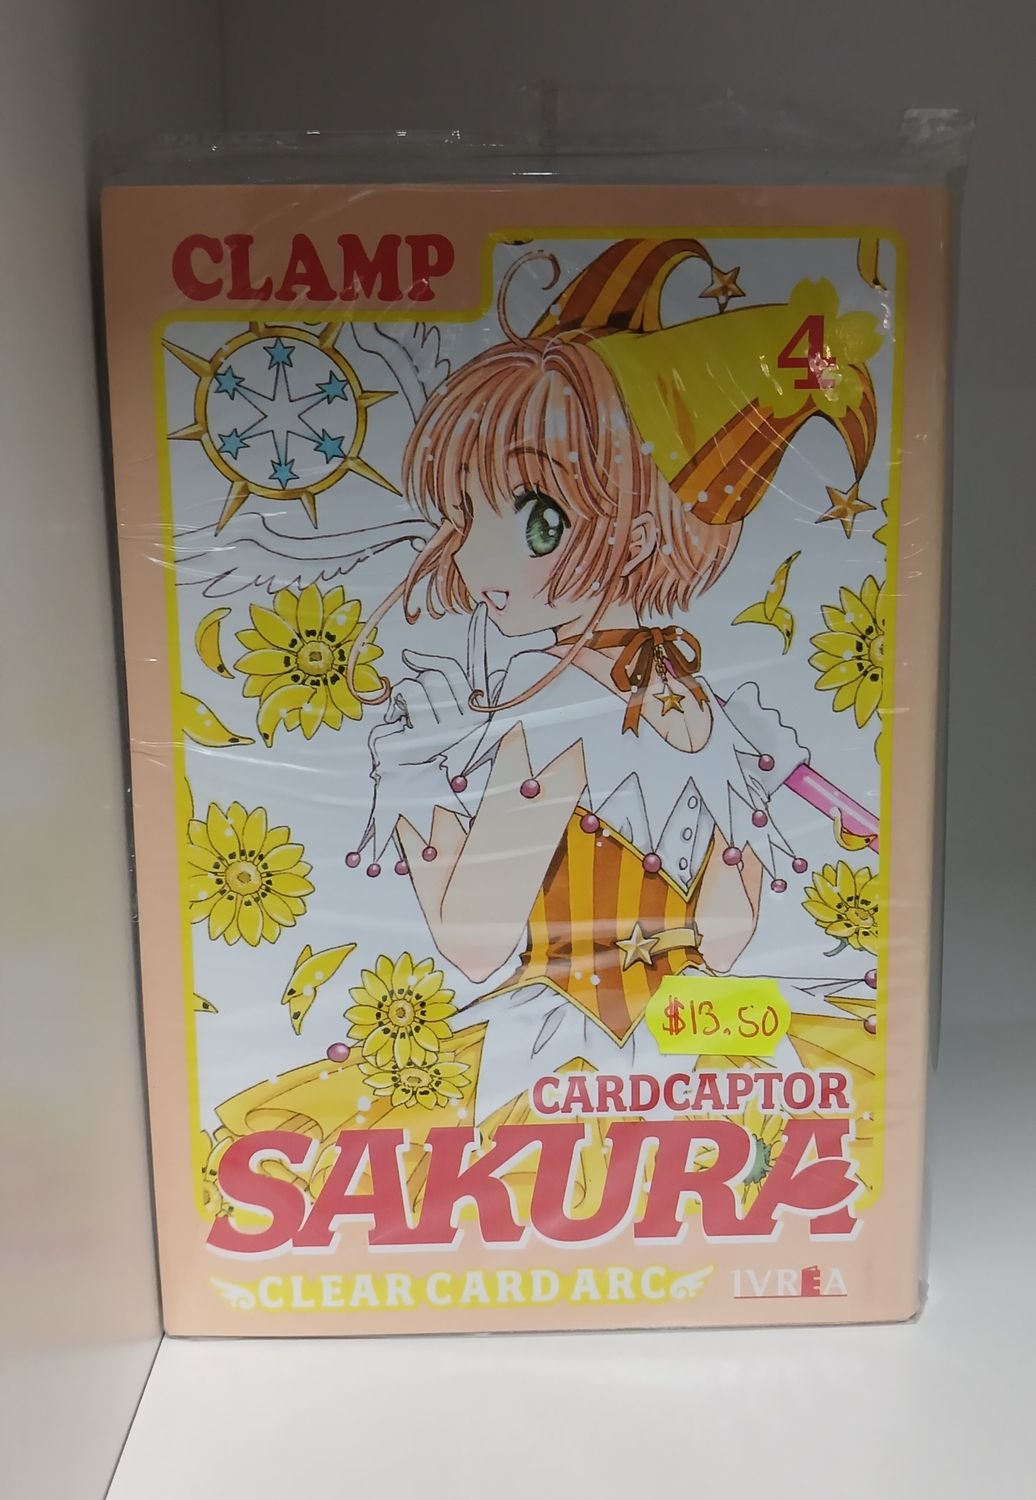 CLAMP
4
$13.50
CARDCAPTOR
SAKURA
CLEAR CARD ARC
IVREA